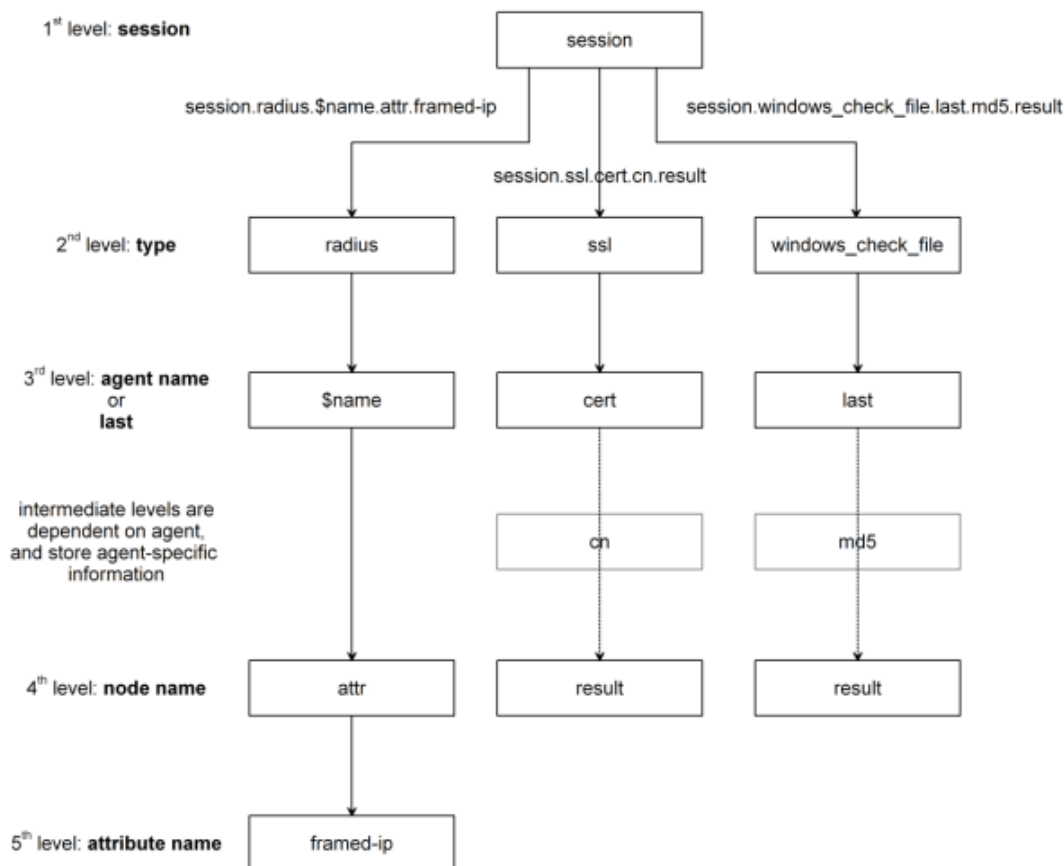 1st level: session
session
session.radius.$name.attr.framed-ip
session.windows_check_file.last.md5.result
session.ssl.cert.cn.result
2nd level: type
radius
ssl
windows_check_file
3rd level: agent name
or
last
$name
cert
last
intermediate levels are
dependent on agent,
and store agent-specific
information
cn
md5
4th level: node name
attr
result
result
5th level: attribute name
framed-ip